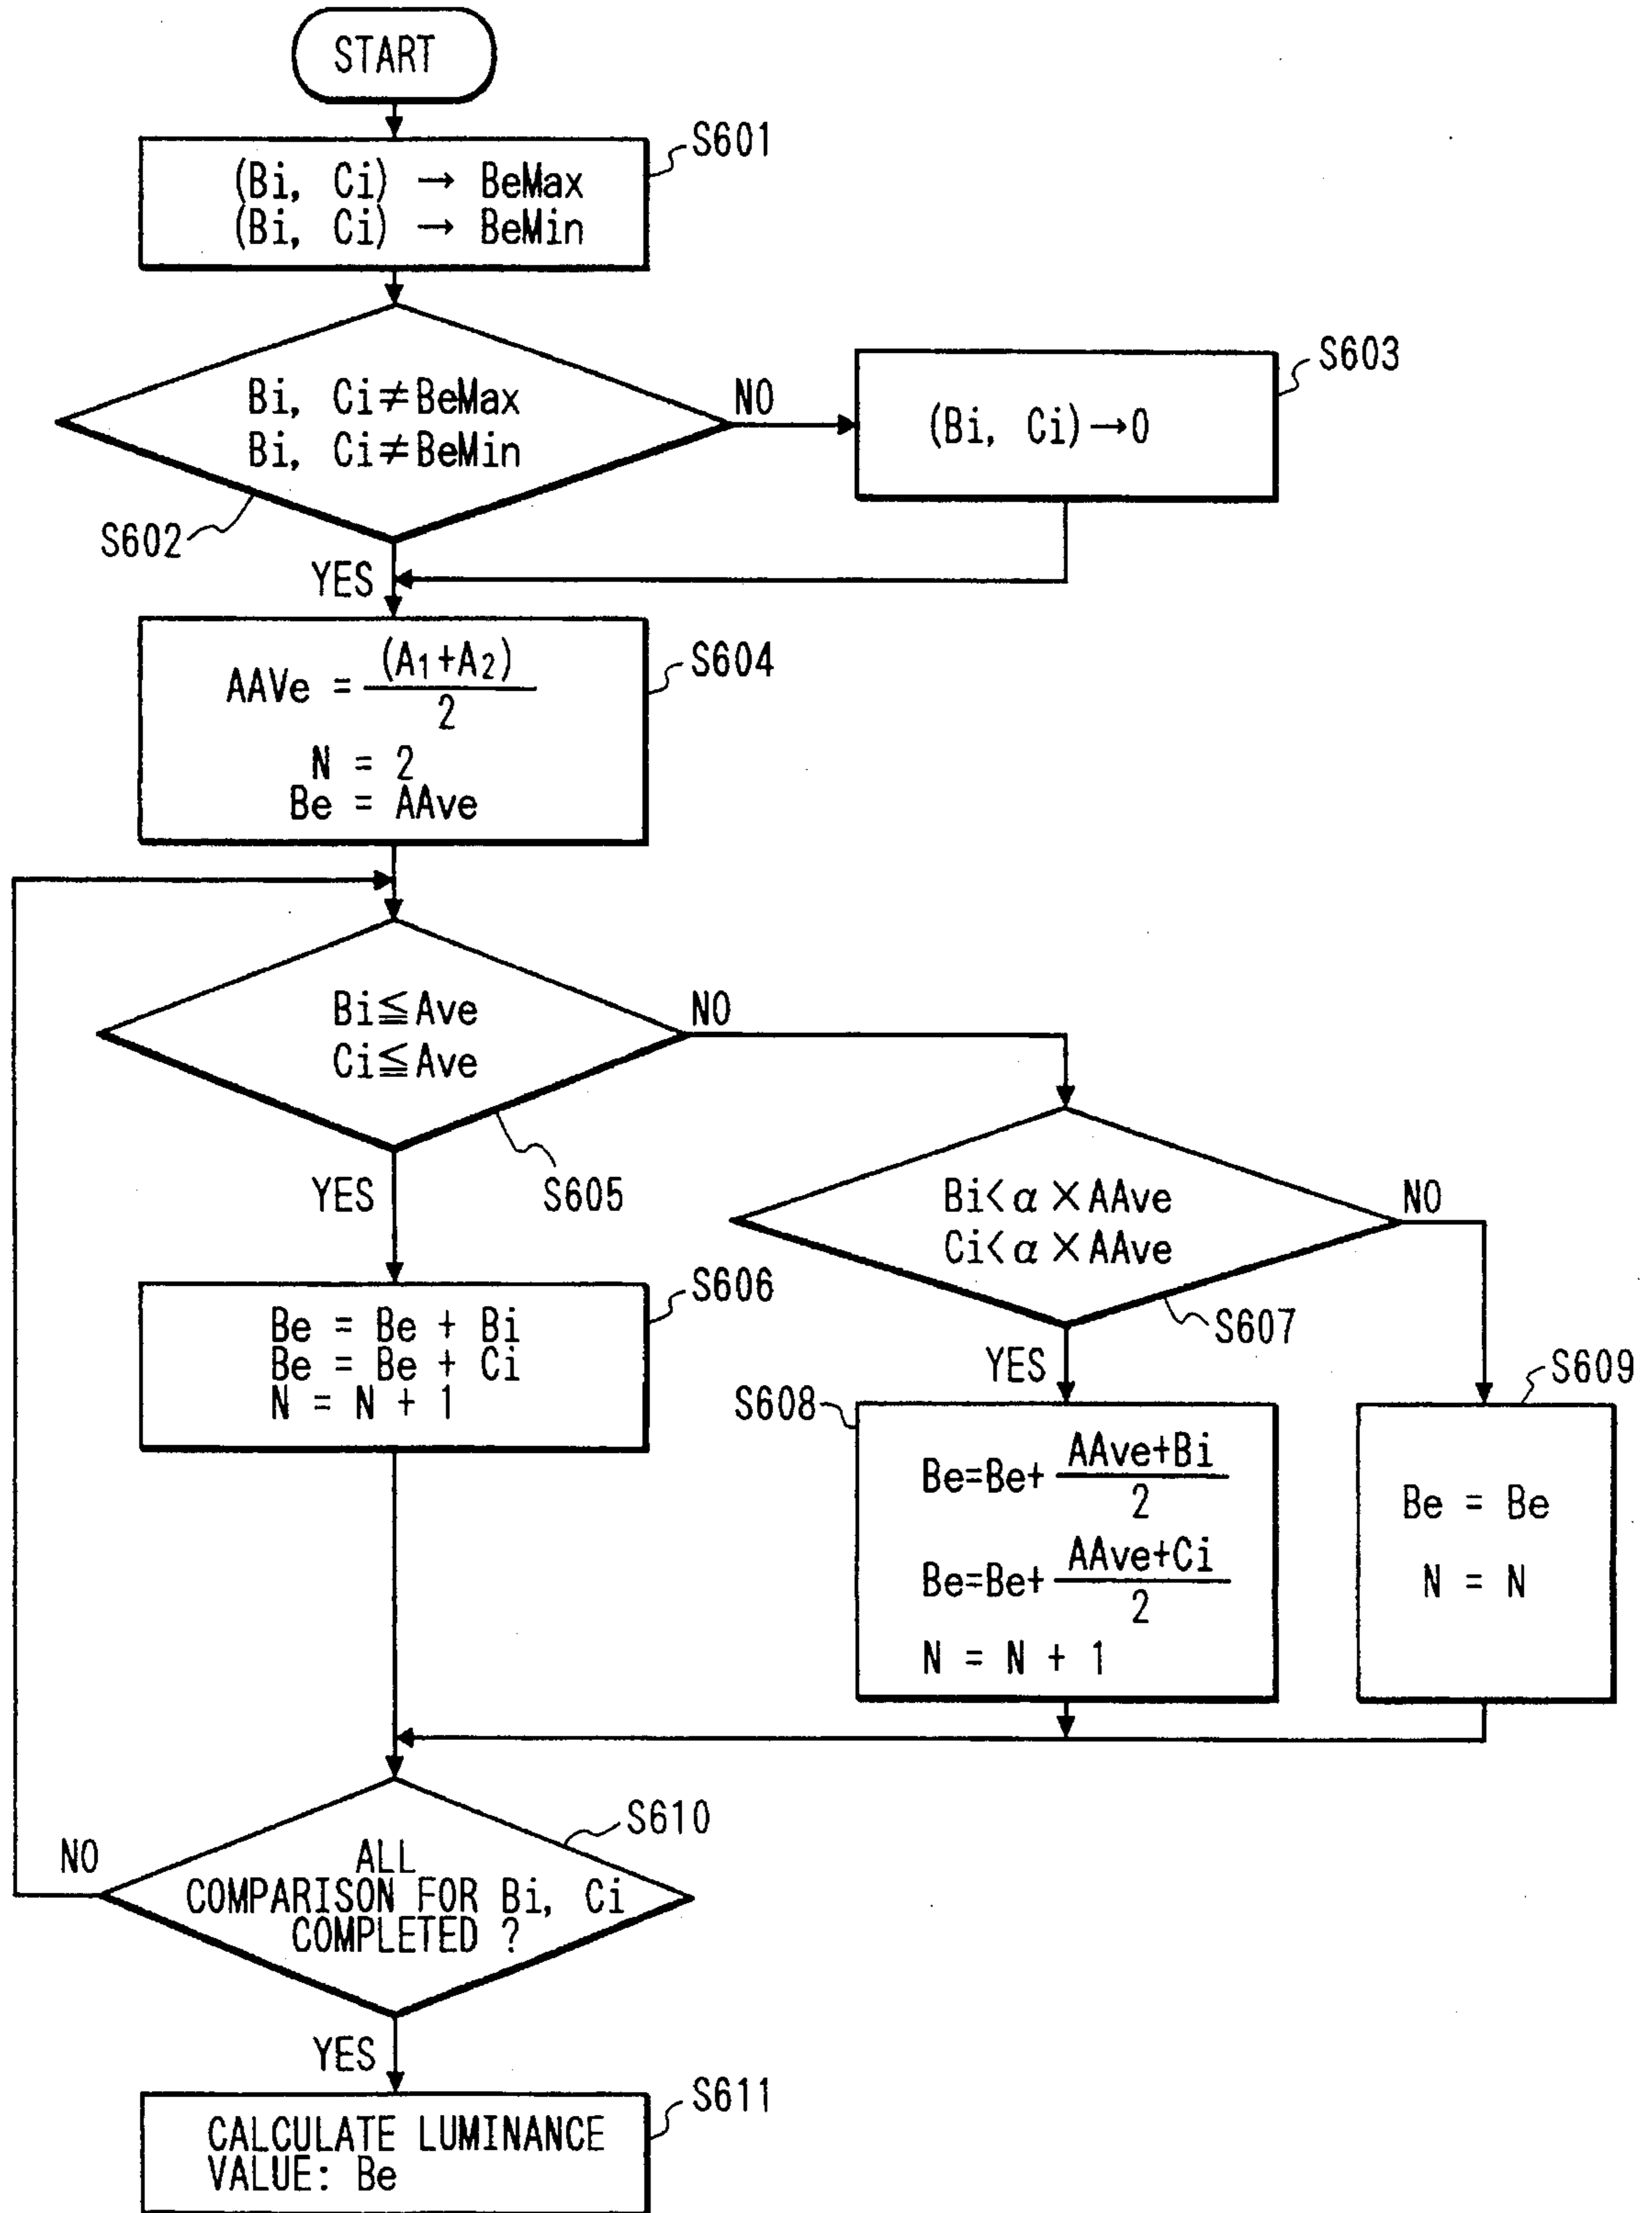 START
S601
(Bi, Ci) → BeMax
(Bi, Ci) → BeMin
Bi, Ci≠BeMax
Bi, Ci≠BeMin
S602
NO
S603
(Bi, Ci)→0
YES
S604
AAVe = (A₁+A₂)
2
N = 2
Be = AAve
Bi≦Ave
Ci≦Ave
S605
NO
YES
S606
Be = Be + Bi
Be = Be + Ci
N = N + 1
Bi<α×AAve
Ci<α×AAve
S607
NO
YES
S608
Be=Be+ AAve+Bi
2
Be=Be+ AAve+Ci
2
N = N + 1
S609
Be = Be
N = N
S610
ALL
COMPARISON FOR Bi, Ci
COMPLETED ?
NO
YES
S611
CALCULATE LUMINANCE
VALUE: Be